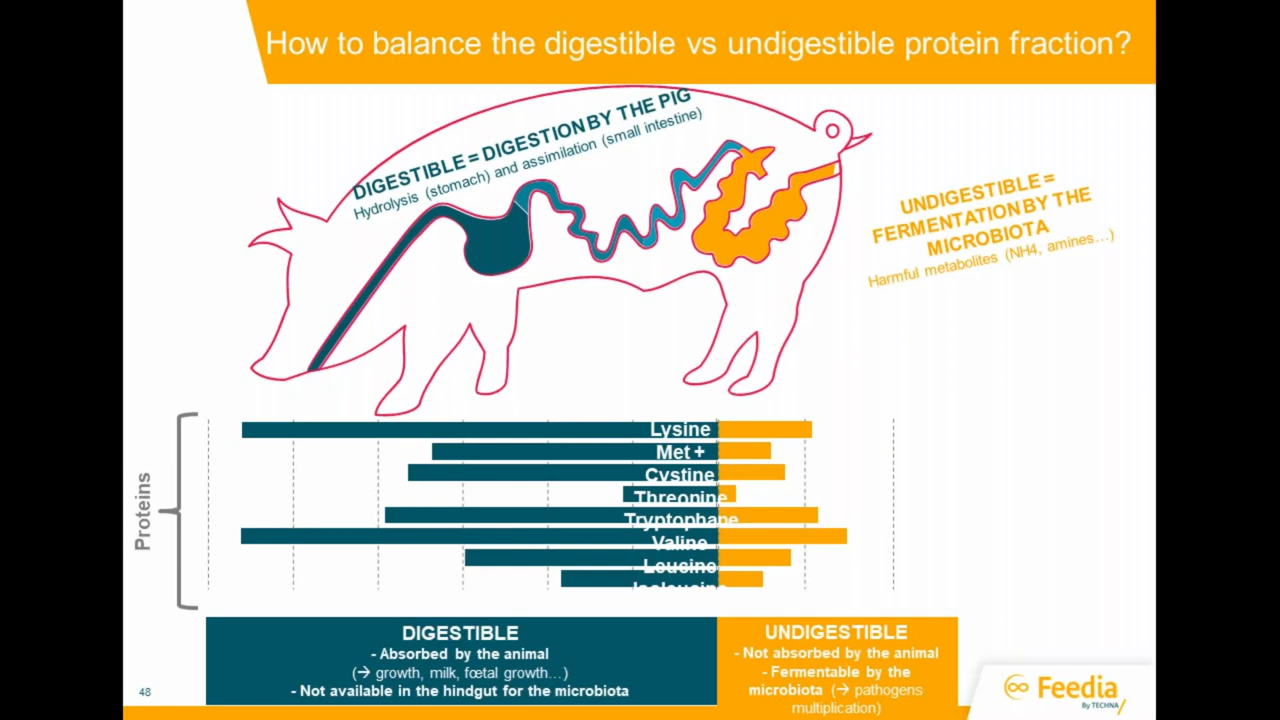 How to balance the digestible vs undigestible protein fraction?
DIGESTIBLE = DIGESTION BY THE PIG
Hydrolysis (stomach) and assimilation (small intestine)
UNDIGESTIBLE =
FERMENTATION BY THE
MICROBIOTA
Harmful metabolites (NH4, amines…)
Proteins
Lysine
Met +
Cystine
Threonine
Tryptophane
Valine
Leucine
Isoleucine
DIGESTIBLE
- Absorbed by the animal
(→ growth, milk, fœtal growth…)
- Not available in the hindgut for the microbiota
UNDIGESTIBLE
- Not absorbed by the animal
- Fermentable by the
microbiota (→ pathogens
multiplication)
48
Feedia
By TECHNA